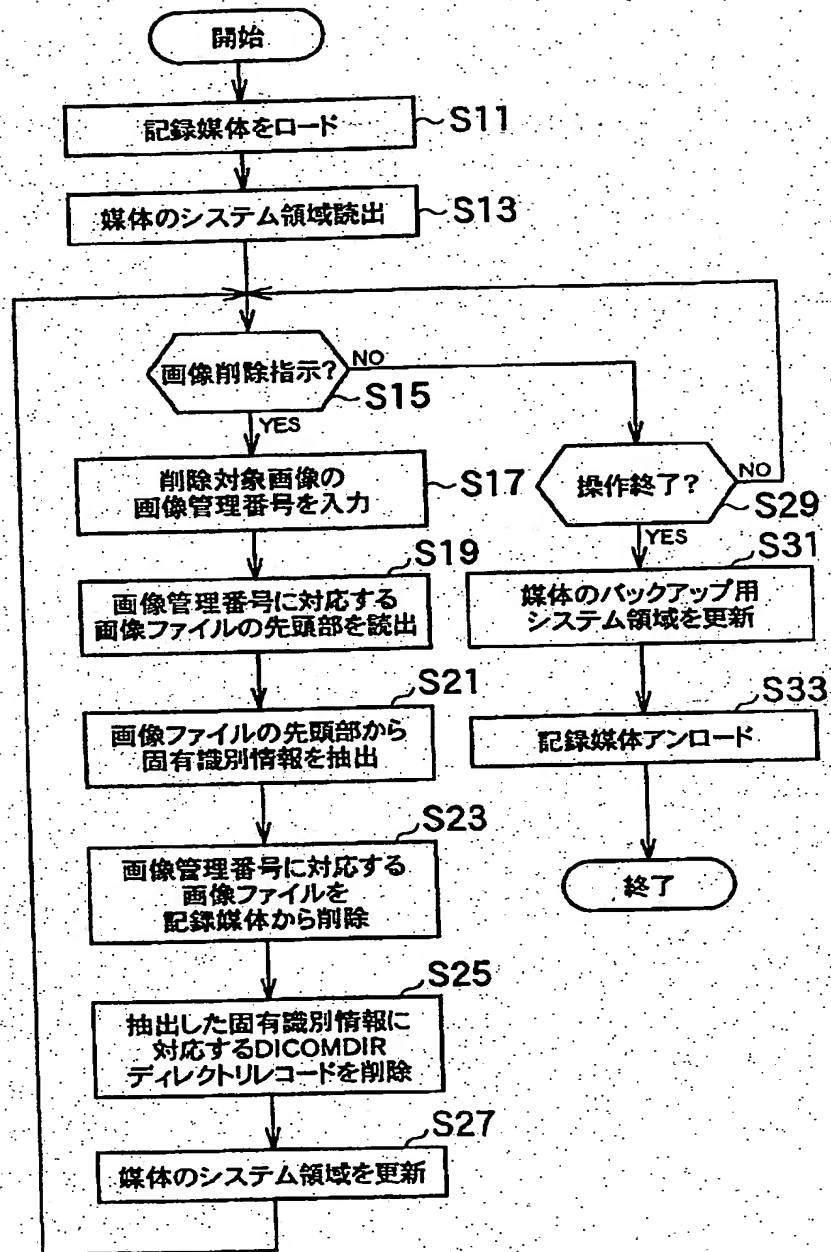 開始
記録媒体をロード
S11
媒体のシステム領域読出
S13
画像削除指示?
NO
S15
YES
削除対象画像の
画像管理番号を入力
S17
操作終了?
NO
S29
YES
S19
画像管理番号に対応する
画像ファイルの先頭部を読出
S31
媒体のバックアップ用
システム領域を更新
S21
画像ファイルの先頭部から
固有識別情報を抽出
S33
記録媒体アンロード
S23
画像管理番号に対応する
画像ファイルを
記録媒体から削除
終了
S25
抽出した固有識別情報に
対応するDICOMDIR
ディレクトリレコードを削除
S27
媒体のシステム領域を更新